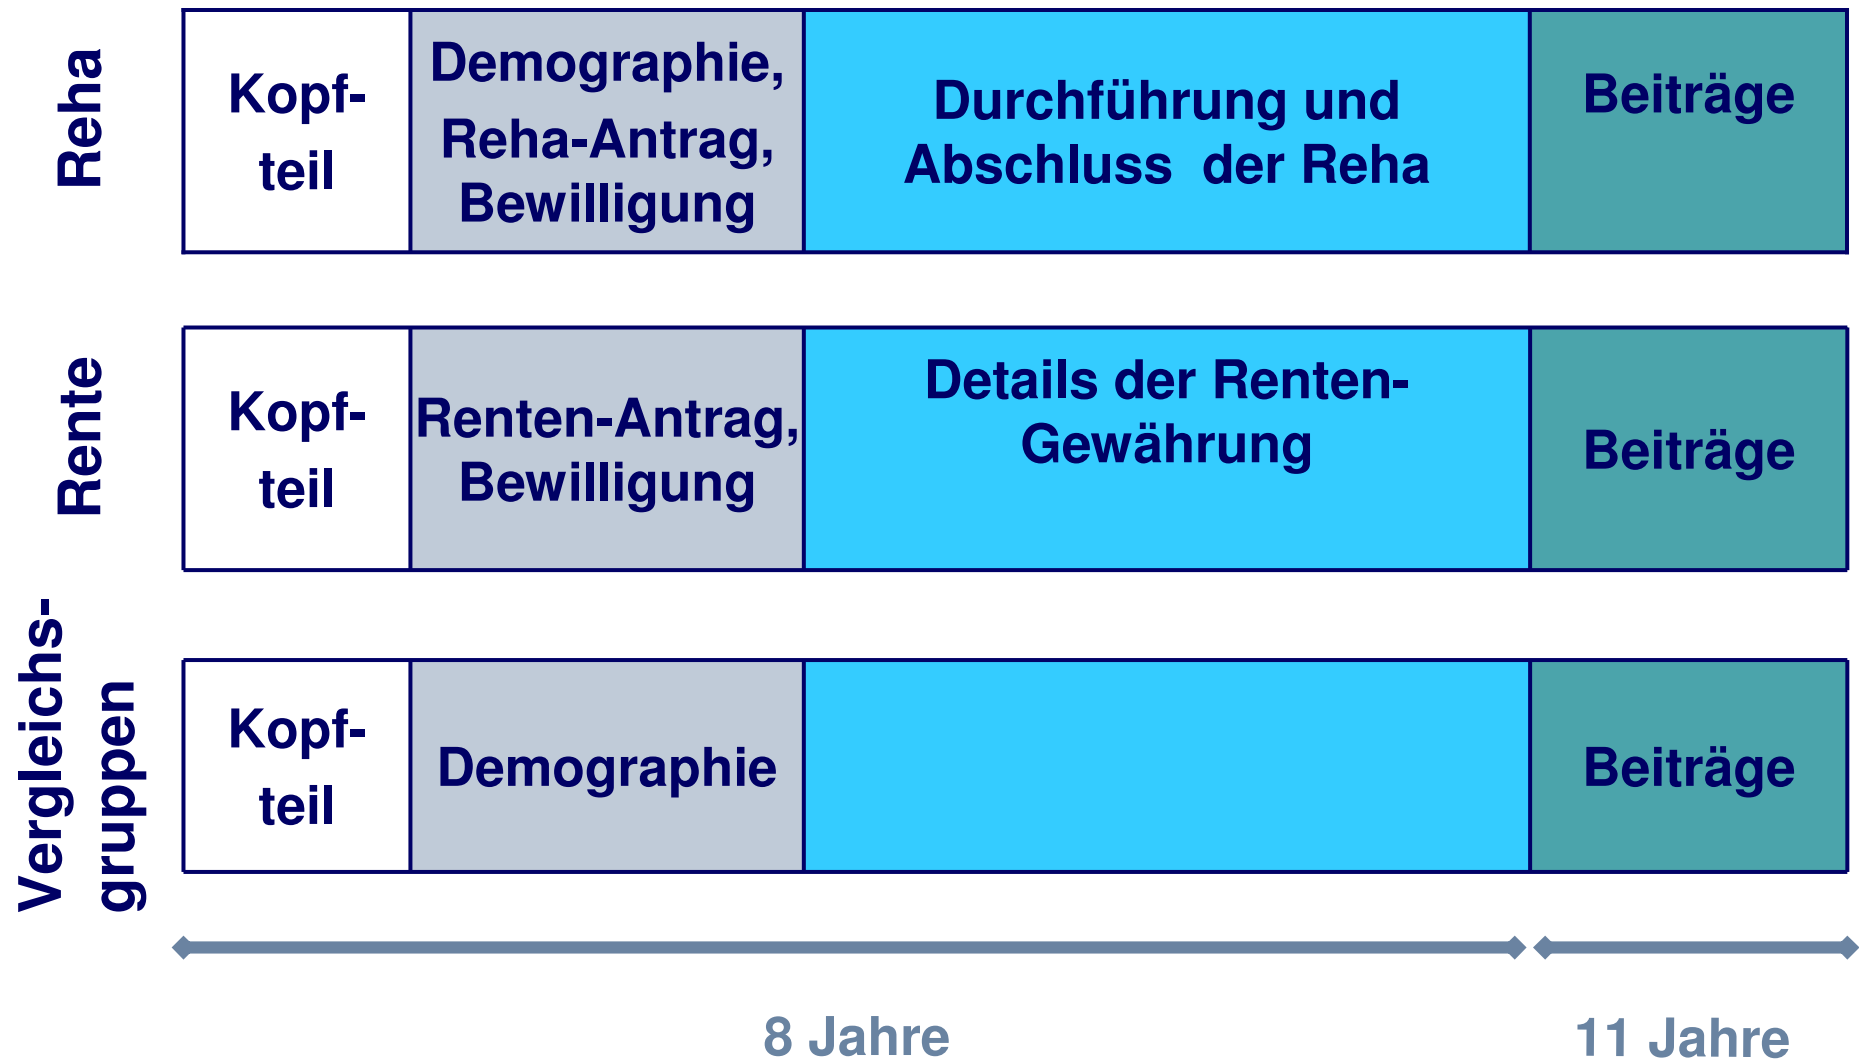 Reha
Kopf-
teil
Demographie,
Reha-Antrag,
Bewilligung
Durchführung und
Abschluss der Reha
Beiträge
Rente
Kopf-
teil
Renten-Antrag,
Bewilligung
Details der Renten-
Gewährung
Beiträge
Vergleichs-
gruppen
Kopf-
teil
Demographie
Beiträge
8 Jahre
11 Jahre